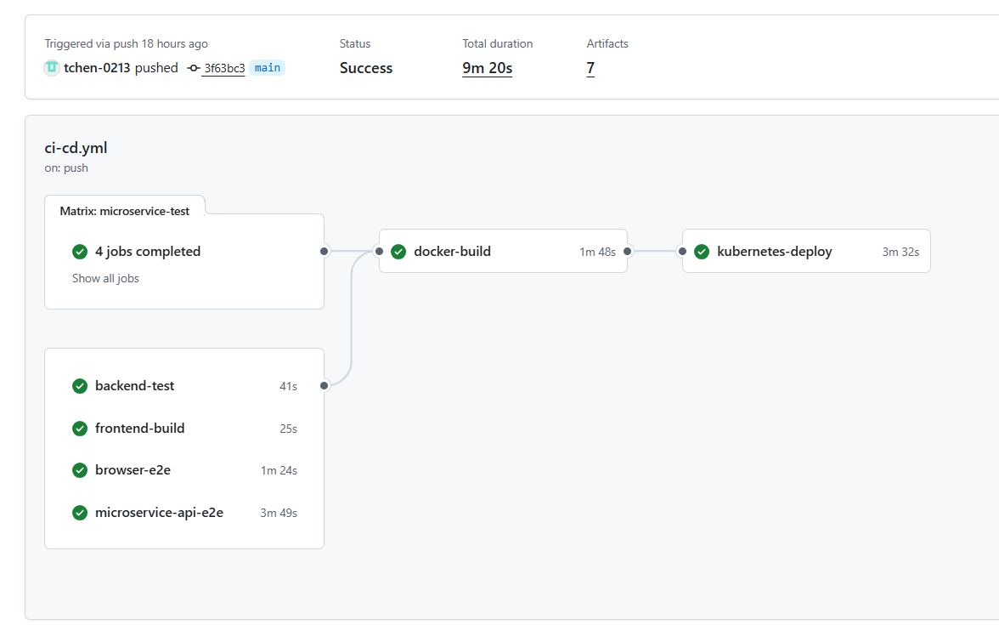 Triggered via push 18 hours ago
tchen-0213 pushed 3f63bc3 main
Status
Success
Total duration
9m 20s
Artifacts
7
ci-cd.yml
on: push
Matrix: microservice-test
4 jobs completed
Show all jobs
docker-build 1m 48s
kubernetes-deploy 3m 32s
backend-test 41s
frontend-build 25s
browser-e2e 1m 24s
microservice-api-e2e 3m 49s